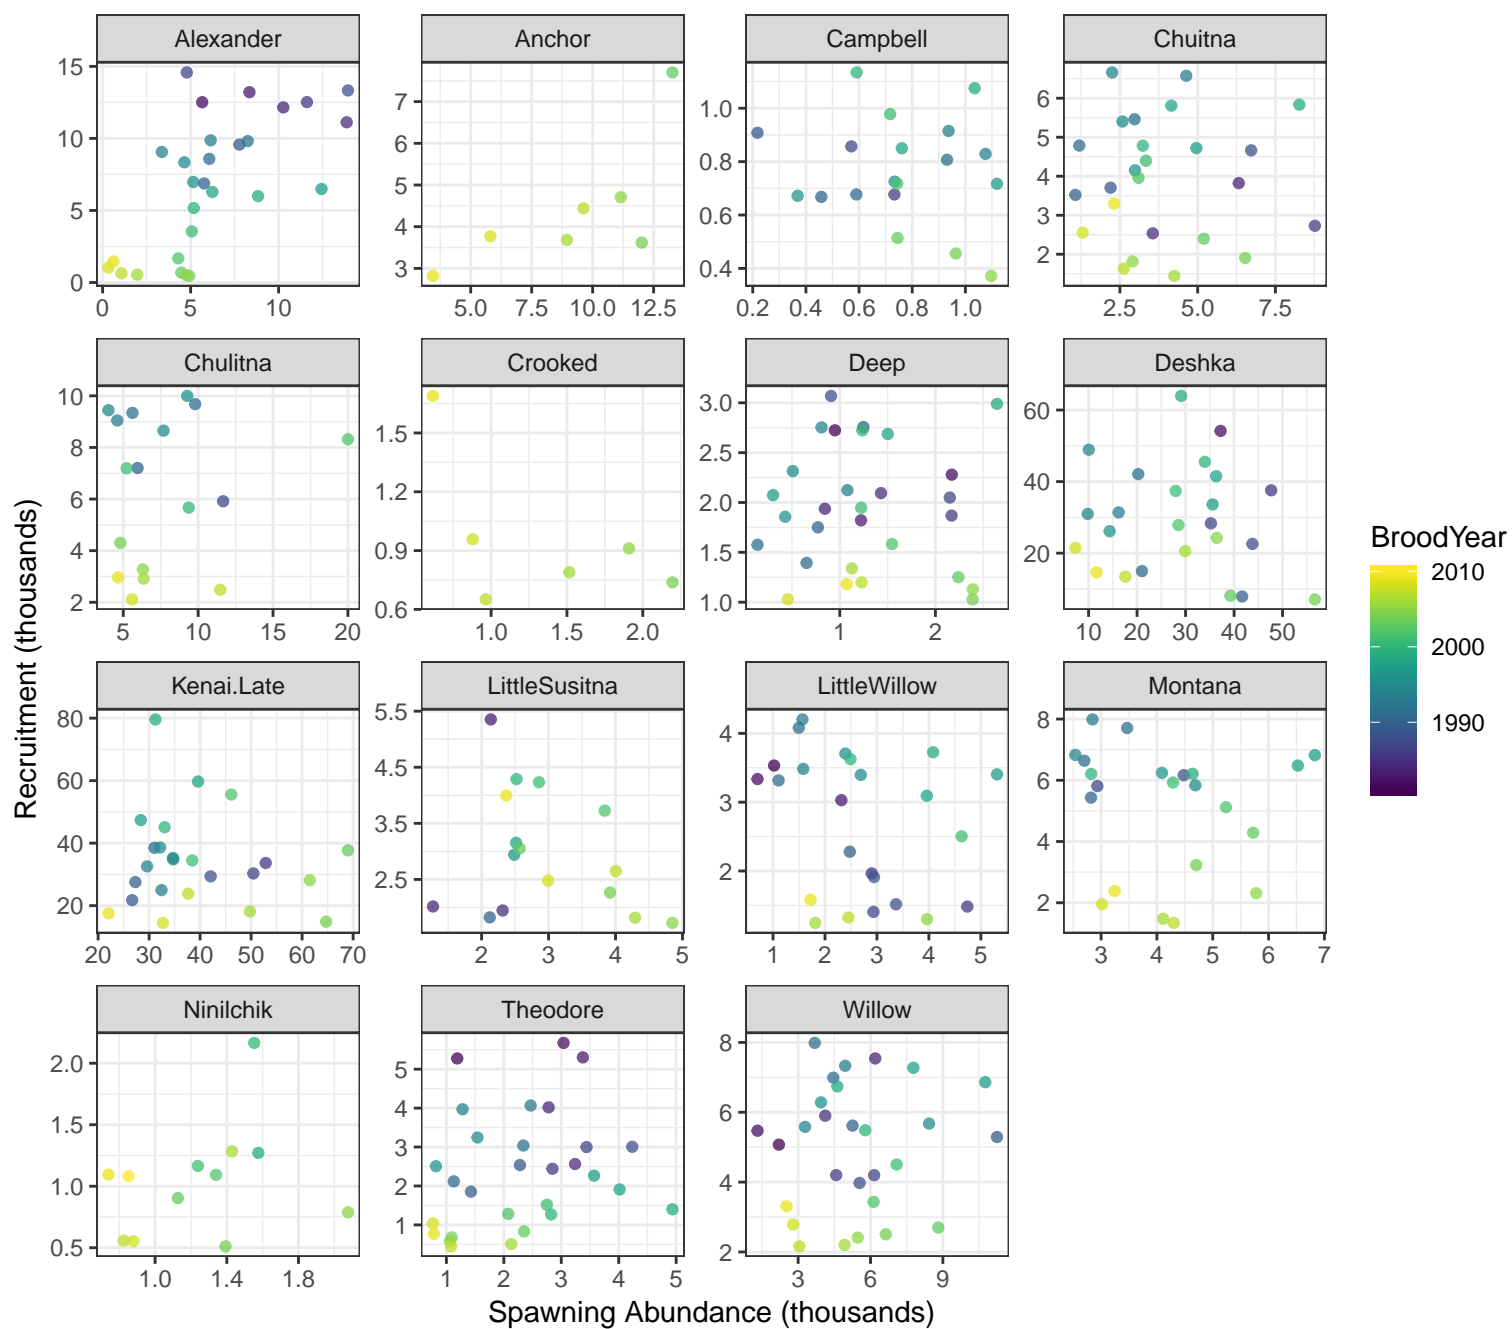 Alexander
Anchor
Campbell
Chuitna
15
10
5
0
0 5 10
7
6
5
4
3
5.0 7.5 10.0 12.5
1.0
0.8
0.6
0.4
0.2 0.4 0.6 0.8 1.0
6
5
4
3
2
2.5 5.0 7.5
Chulitna
Crooked
Deep
Deshka
10
8
6
4
2
5 10 15 20
1.5
1.2
0.9
0.6
1.0 1.5 2.0
3.0
2.5
2.0
1.5
1.0
1 2
60
40
20
10 20 30 40 50
Kenai.Late
LittleSusitna
LittleWillow
Montana
80
60
40
20
20 30 40 50 60 70
5.5
4.5
3.5
2.5
2 3 4 5
4
3
2
1 2 3 4 5
8
6
4
2
3 4 5 6 7
Ninilchik
Theodore
Willow
2.0
1.5
1.0
0.5
1.0 1.4 1.8
5
4
3
2
1
1 2 3 4 5
8
6
4
2
3 6 9
Recruitment (thousands)
Spawning Abundance (thousands)
BroodYear
2010
2000
1990